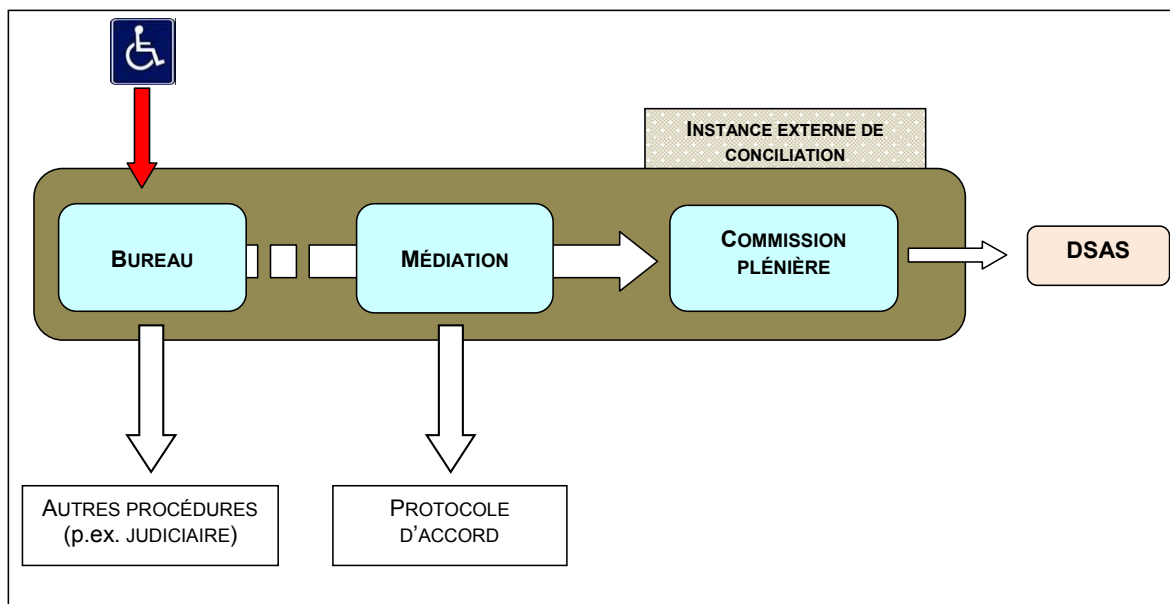 INSTANCE EXTERNE DE
CONCILIATION
BUREAU
MÉDIATION
COMMISSION
PLÉNIÈRE
DSAS
AUTRES PROCÉDURES
(p.ex. JUDICIAIRE)
PROTOCOLE
D'ACCORD